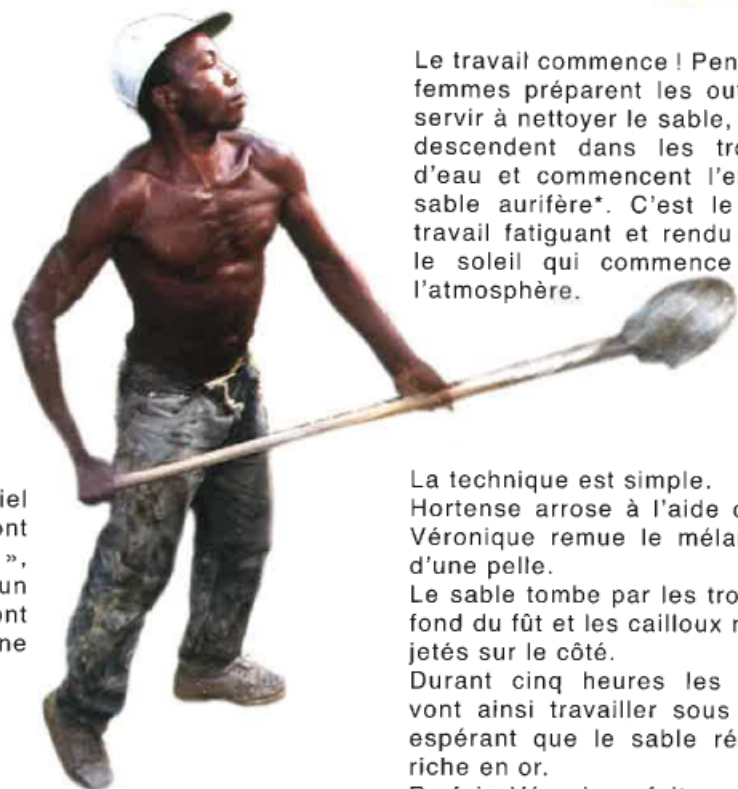 Le travail commence ! Pen
femmes préparent les out
servir à nettoyer le sable,
descendent dans les tro
d'eau et commencent l'e
sable aurifère*. C'est le
travail fatiguant et rendu
le soleil qui commence
l'atmosphère.
iel
ont
»,
un
ont
ne
La technique est simple.
Hortense arrose à l'aide d
Véronique remue le méla
d'une pelle.
Le sable tombe par les tro
fond du fût et les cailloux r
jetés sur le côté.
Durant cinq heures les
vont ainsi travailler sous
espérant que le sable ré
riche en or.